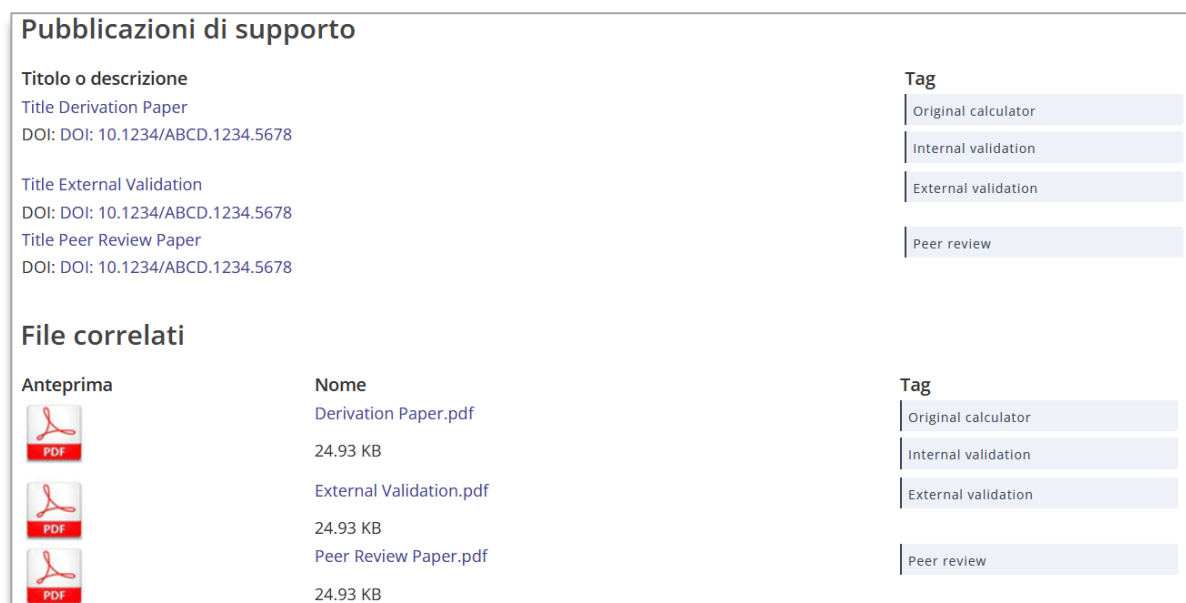 Pubblicazioni di supporto
Titolo o descrizione Tag
Title Derivation Paper Original calculator
DOI: DOI: 10.1234/ABCD.1234.5678
Internal validation
Title External Validation External validation
DOI: DOI: 10.1234/ABCD.1234.5678
Title Peer Review Paper Peer review
DOI: DOI: 10.1234/ABCD.1234.5678
File correlati
Anteprima Nome Tag
Derivation Paper.pdf Original calculator
PDF 24.93 KB Internal validation
External Validation.pdf External validation
PDF 24.93 KB
Peer Review Paper.pdf Peer review
PDF 24.93 KB